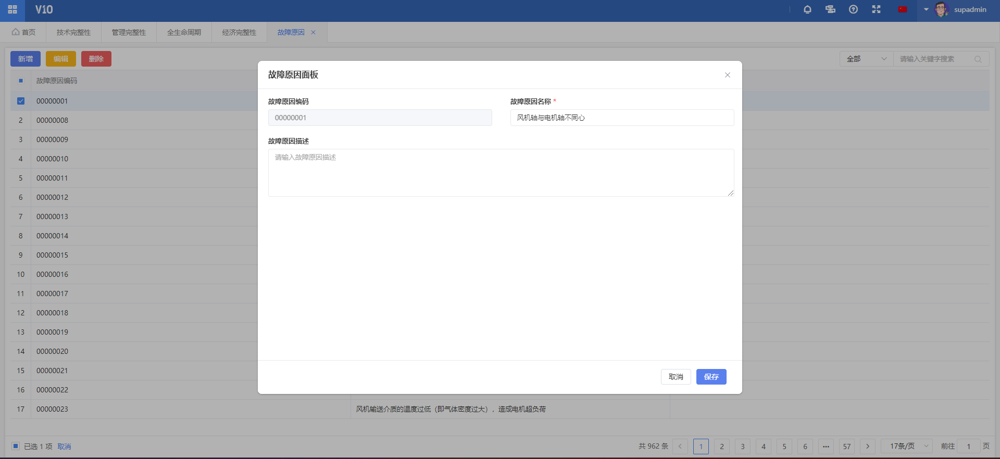 V10
supadmin
首页 技术完整性 管理完整性 全生命周期 经济完整性 故障原因
新增 编辑 删除 全部 请输入关键字搜索
故障原因编码
00000001
2 00000008
3 00000009
4 00000010
5 00000011
6 00000012
7 00000013
8 00000014
9 00000015
10 00000016
11 00000017
12 00000018
13 00000019
14 00000020
15 00000021
16 00000022
17 00000023 风机输送介质的温度过低（即气体密度过大），造成电机超负荷
故障原因面板
故障原因编码 故障原因名称 *
00000001 风机轴与电机轴不同心
故障原因描述
请输入故障原因描述
取消 保存
已选 1 项 取消 共 962 条 1 2 3 4 5 6 ••• 57 17条/页 前往 1 页